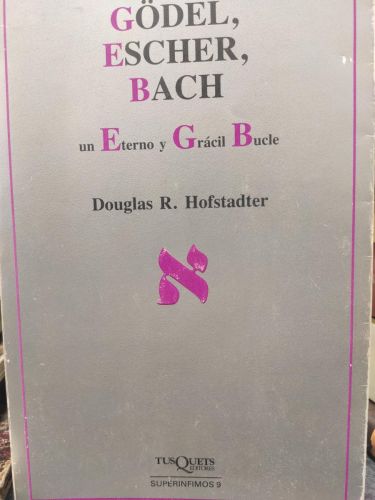 GÖDEL,
ESCHER,
BACH
un Eterno y Grácil Bucle
Douglas R. Hofstadter
א
TUSQUETS
EDITORES
SUPERINFIMOS 9